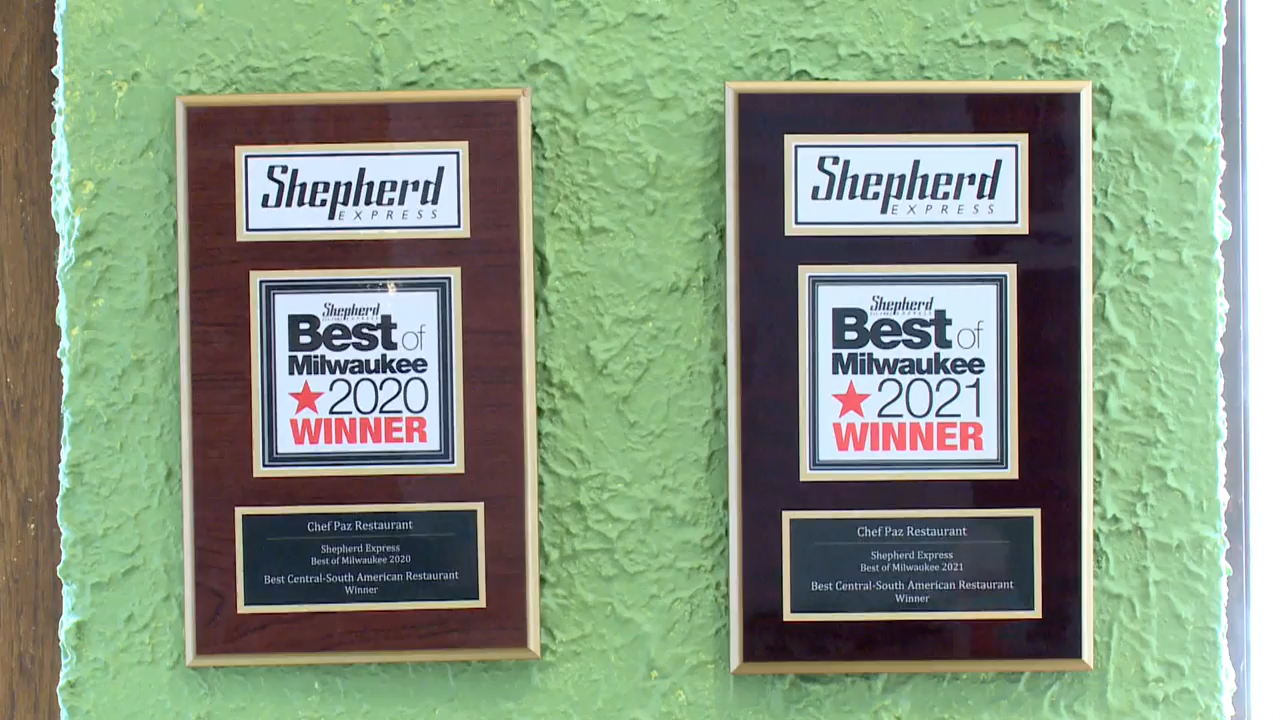 Shepherd
EXPRESS
Shepherd
Best of
Milwaukee
2020
WINNER
Chef Paz Restaurant
Shepherd Express
Best of Milwaukee 2020
Best Central-South American Restaurant
Winner
Shepherd
EXPRESS
Shepherd
EXPRESS
Best of
Milwaukee
2021
WINNER
Chef Paz Restaurant
Shepherd Express
Best of Milwaukee 2021
Best Central-South American Restaurant
Winner